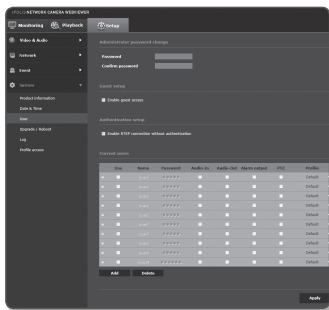 iPOLiS NETWORK CAMERA WEBVIEWER
Monitoring Playback Setup
Video & Audio
Network
Event
System
Product information
Date & Time
User
Upgrade / Reboot
Log
Profile access
Administrator password change
Password
Confirm password
Guest setup
Enable guest access
Authentication setup
Enable RTSP connection without authentication
Current users
Use Name Password Audio-in Audio-Out Alarm output PTZ Profile
Default
Default
Default
Default
Default
Default
Default
Default
Default
Default
Add Delete
Apply